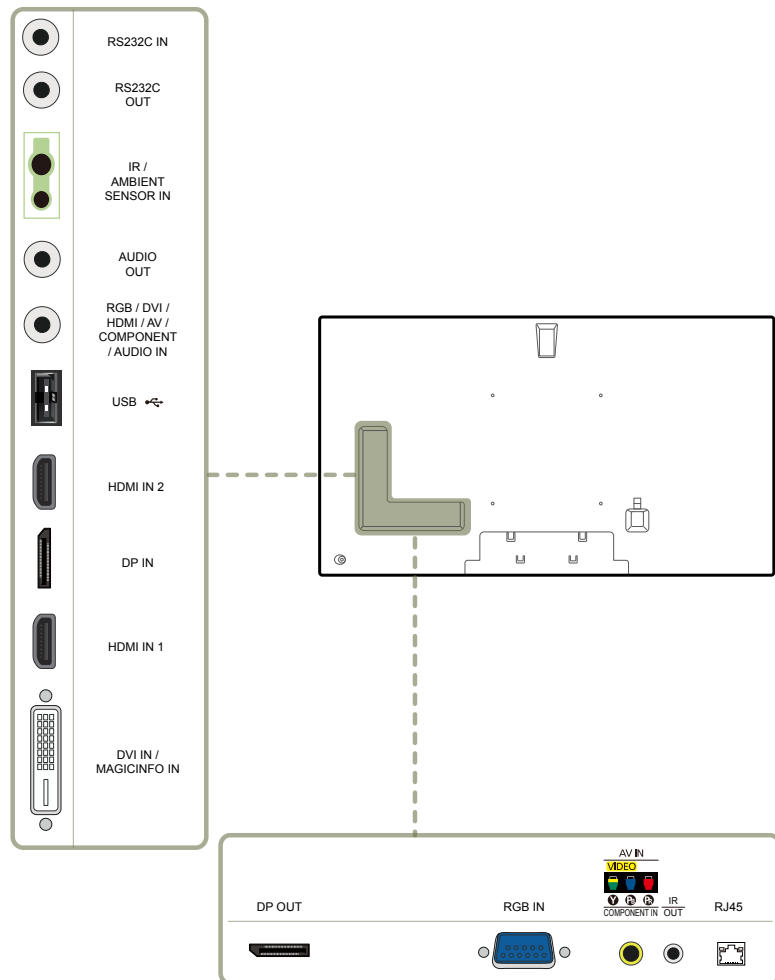 RS232C IN
RS232C
OUT
IR /
AMBIENT
SENSOR IN
AUDIO
OUT
RGB / DVI /
HDMI / AV /
COMPONENT
/ AUDIO IN
USB
HDMI IN 2
DP IN
HDMI IN 1
DVI IN /
MAGICINFO IN
DP OUT
RGB IN
AV IN
VIDEO
Y PB PR
COMPONENT IN
IR
OUT
RJ45